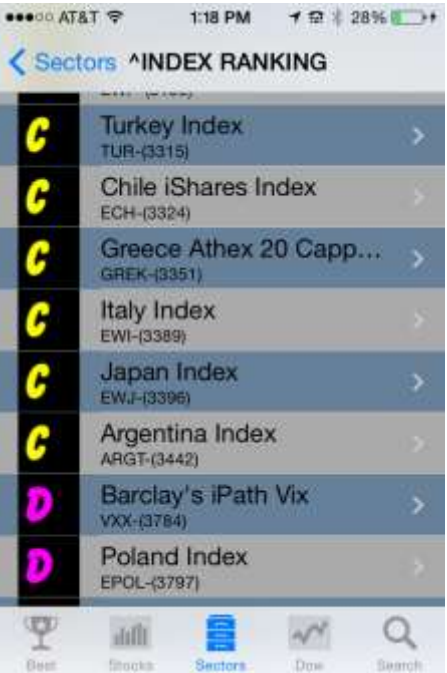 AT&T 1:18 PM 28%
Sectors ^INDEX RANKING
C Turkey Index
TUR-(3315)
C Chile iShares Index
ECH-(3324)
C Greece Athex 20 Capp...
GREK-(3351)
C Italy Index
EWI-(3389)
C Japan Index
EWJ-(3396)
C Argentina Index
ARGT-(3442)
D Barclay's iPath Vix
VXX-(3784)
D Poland Index
EPOL-(3797)
Best Stocks Sectors Dow Search